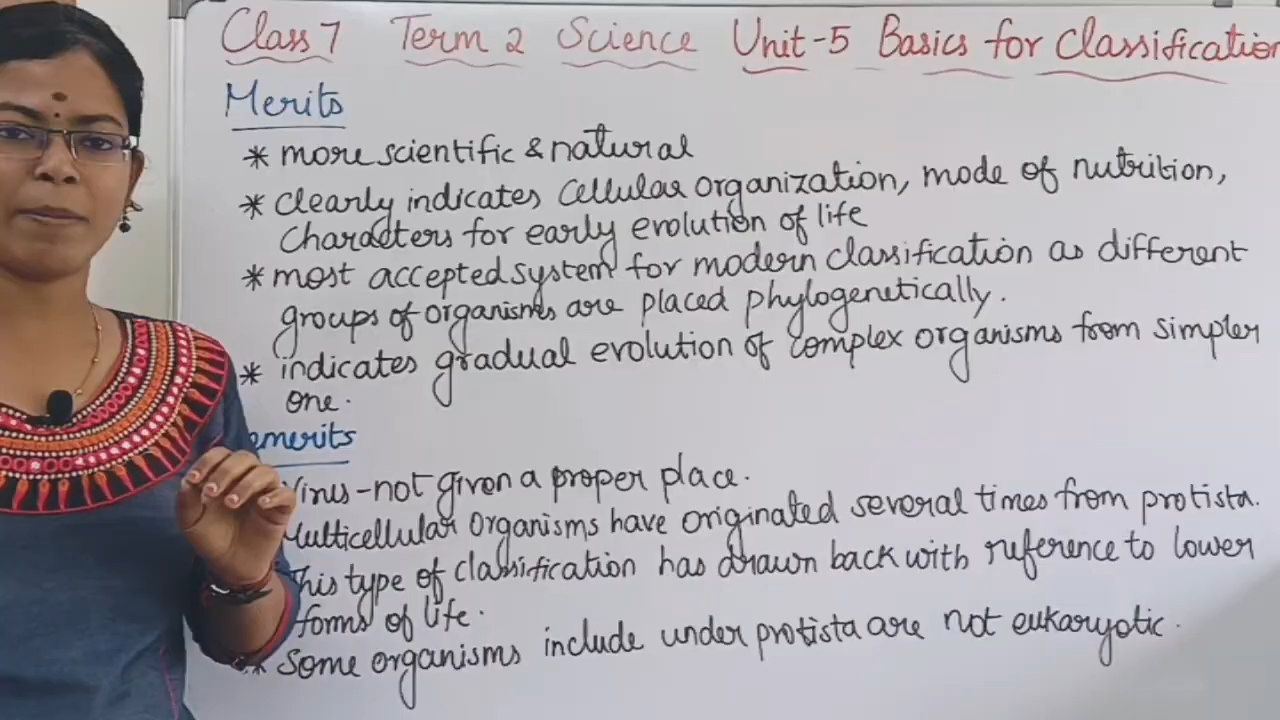 Class 7 Term 2 Science Unit-5 Basics for Classification
Merits
* more scientific & natural
* clearly indicates cellular organization, mode of nutrition,
characters for early evolution of life
* most accepted system for modern classification as different
groups of organisms are placed phylogenetically.
* indicates gradual evolution of complex organisms from simpler
one.
emerits
Virus - not given a proper place.
Multicellular organisms have originated several times from protista.
This type of classification has drawn back with reference to lower
forms of life.
* Some organisms include under protista are not eukaryotic.